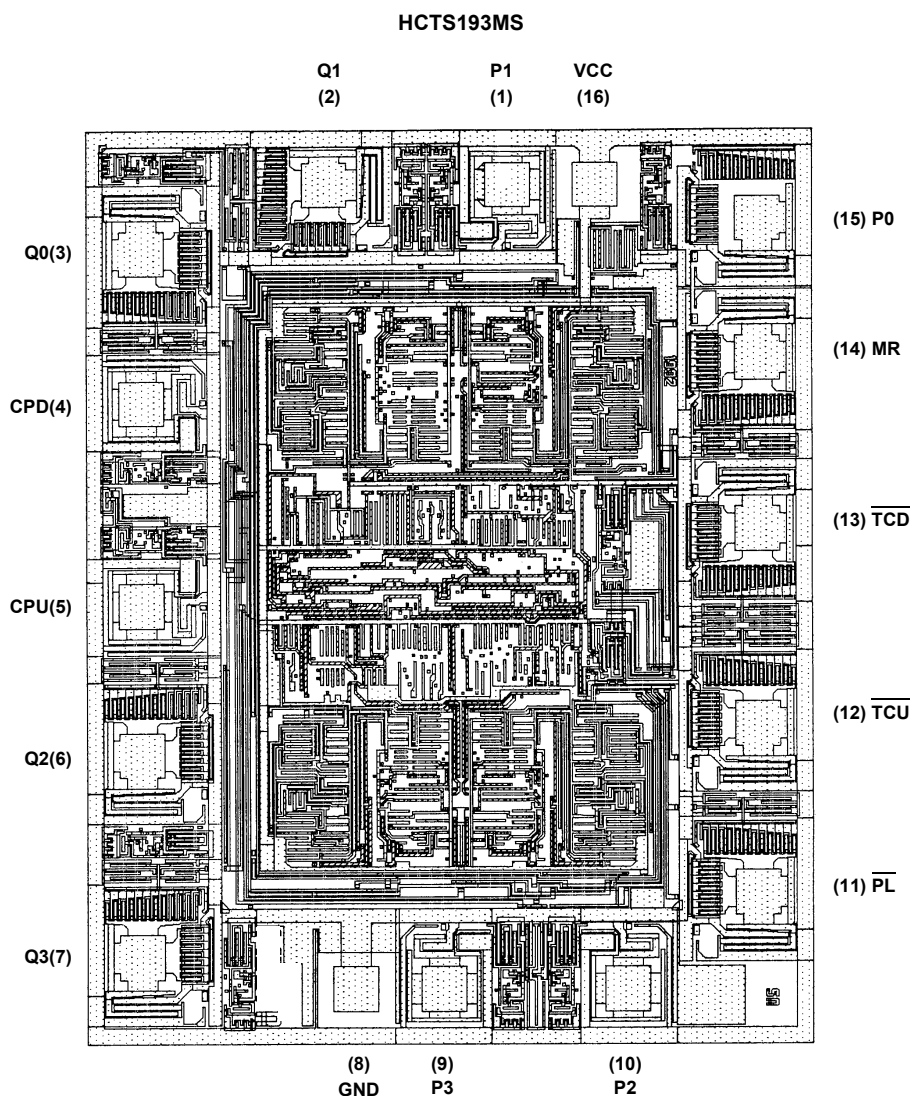 HCTS193MS
Q1
(2)
P1
(1)
VCC
(16)
Q0(3)
CPD(4)
CPU(5)
Q2(6)
Q3(7)
(15) P0
(14) MR
(13) TCD
(12) TCU
(11) PL
(8)
GND
(9)
P3
(10)
P2